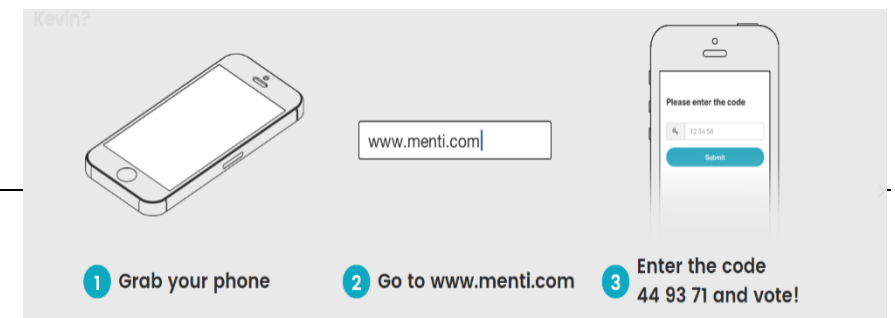 Kevin?
www.menti.com
Please enter the code
12 34 56
Submit
1 Grab your phone
2 Go to www.menti.com
3 Enter the code
44 93 71 and vote!